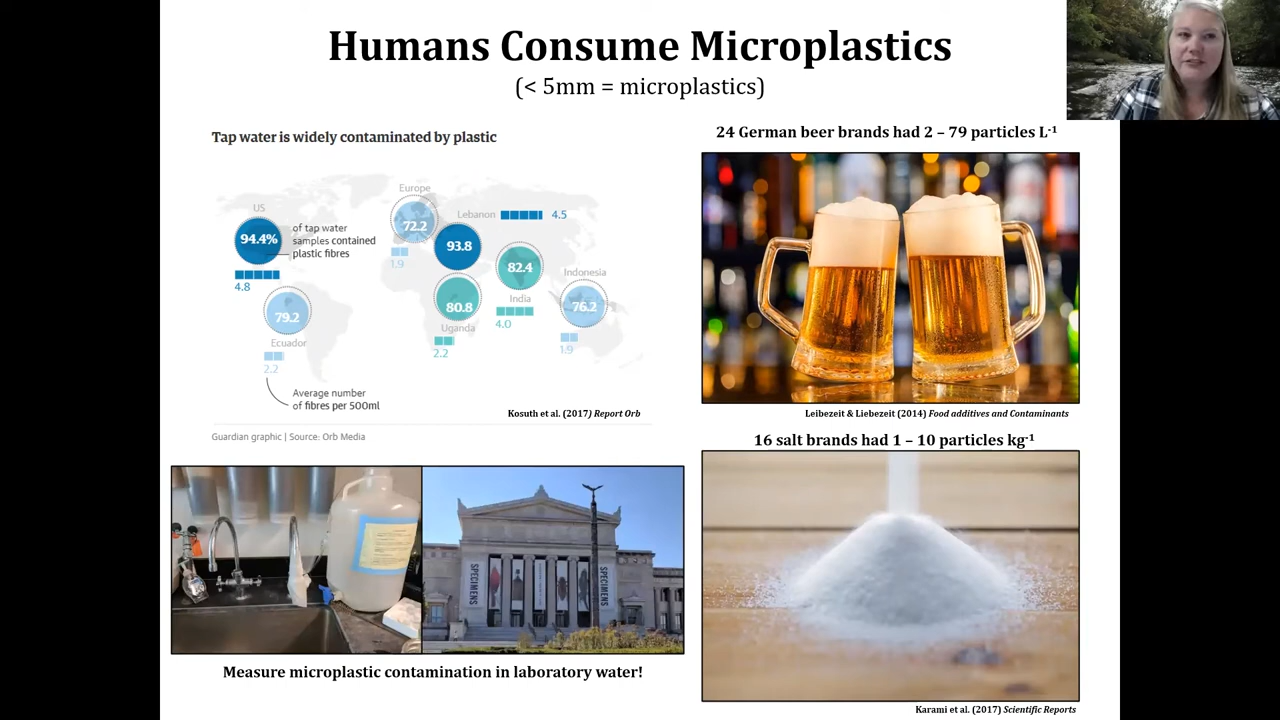 Humans Consume Microplastics
(< 5mm = microplastics)
Tap water is widely contaminated by plastic
US
94.4%
of tap water
samples contained
plastic fibres
4.8
Europe
72.2
1.9
Lebanon
4.5
93.8
82.4
India
4.0
Indonesia
76.2
1.9
80.8
Uganda
2.2
79.2
Ecuador
2.2
Average number
of fibres per 500ml
Kosuth et al. (2017) Report Orb
Guardian graphic | Source: Orb Media
24 German beer brands had 2 – 79 particles L-1
Leibezeit & Liebezeit (2014) Food additives and Contaminants
16 salt brands had 1 – 10 particles kg-1
Karami et al. (2017) Scientific Reports
SPECIMENS
SPECIMENS
Measure microplastic contamination in laboratory water!